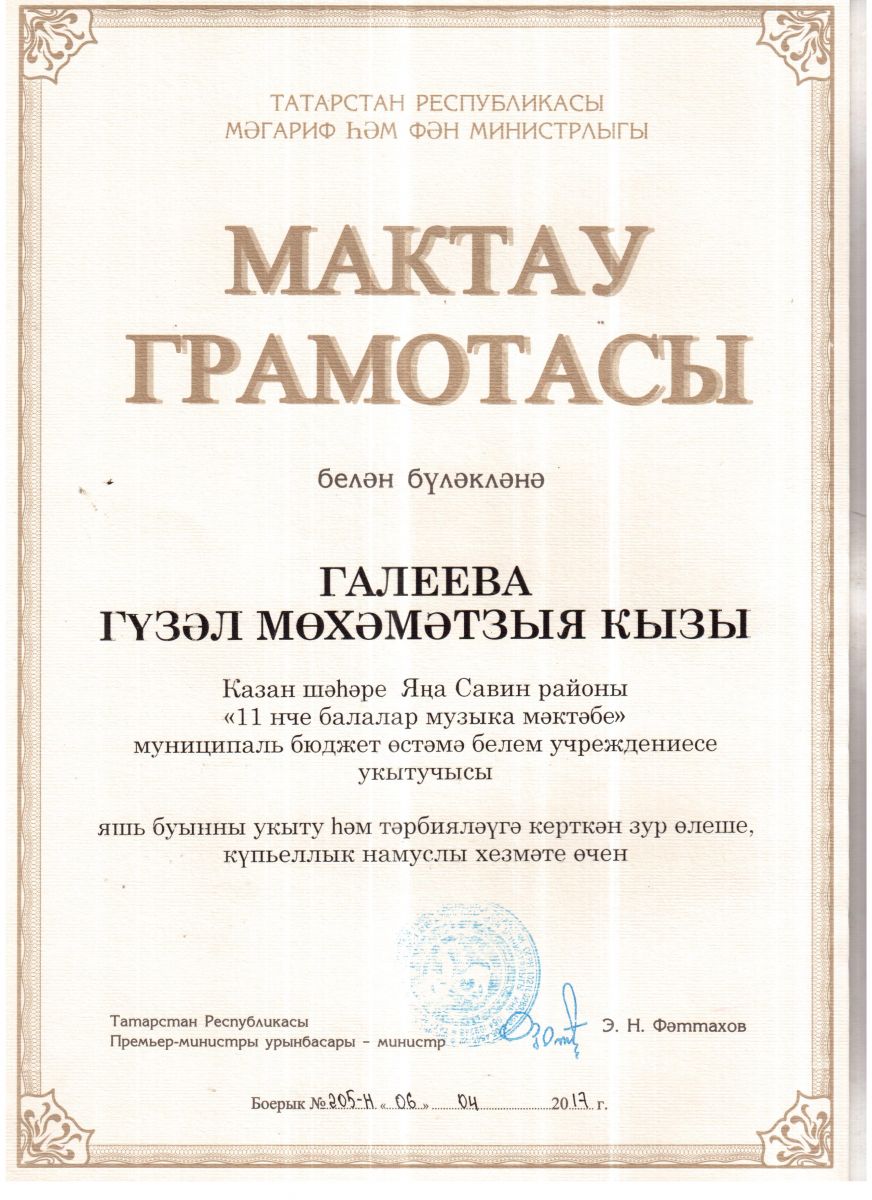 ТАТАРСТАН РЕСПУБЛИКАСЫ
МӘГАРИФ ҺӘМ ФӘН МИНИСТРЛЫГЫ
МАКТАУ
ГРАМОТАСЫ
белән бүләкләнә
ГАЛЕЕВА
ГҮЗӘЛ МӨХӘМӘТЗЫЯ КЫЗЫ
Казан шәһәре Яңа Савин районы
«11 нче балалар музыка мәктәбе»
муниципаль бюджет өстәмә белем учреждениесе
укытучысы
яшь буынны укыту һәм тәрбияләүгә керткән зур өлеше,
күпьеллык намуслы хезмәте өчен
Татарстан Республикасы
Премьер-министры урынбасары – министр
Э. Н. Фәттахов
Боерык № 205-Н « 06 » 04 2017 г.